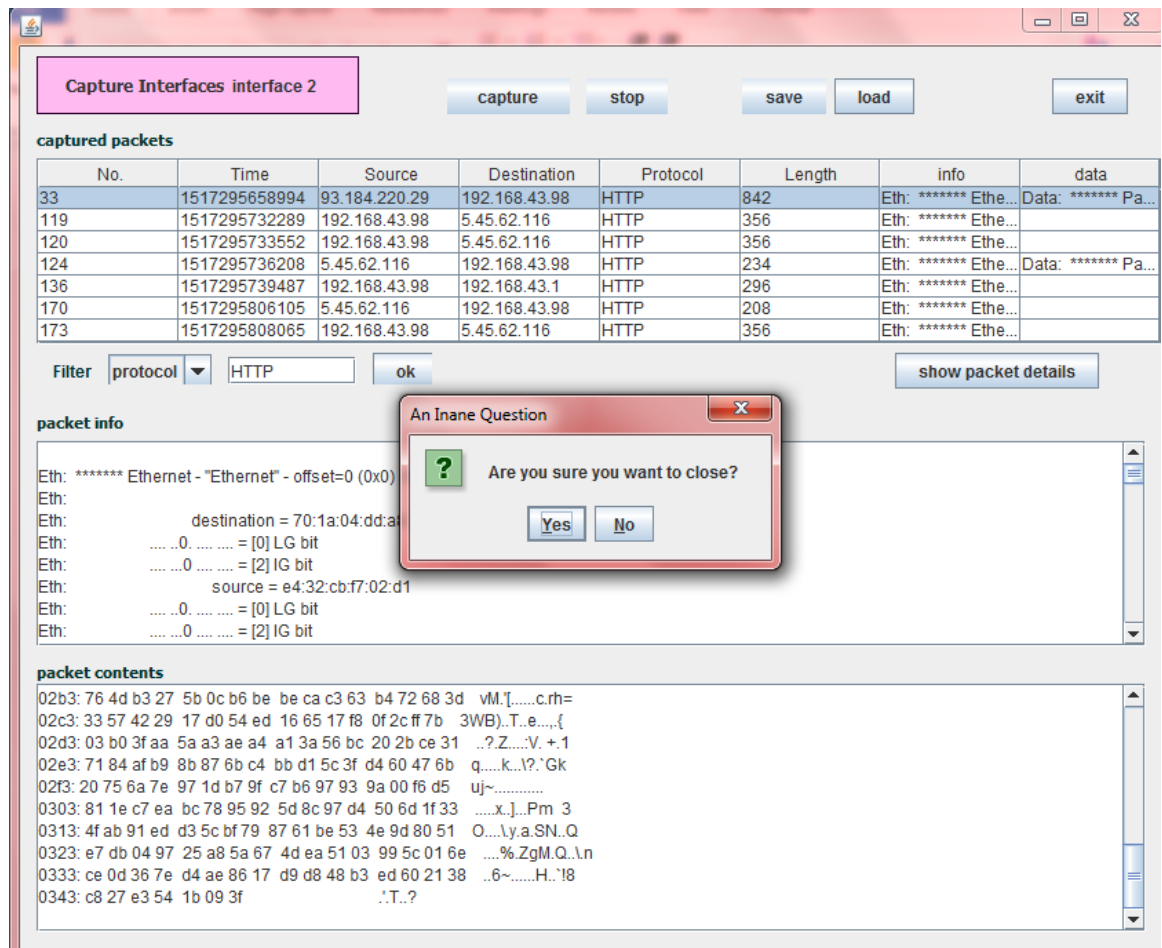 Capture Interfaces interface 2
capture stop save load exit
captured packets
No. Time Source Destination Protocol Length info data
33 1517295658994 93.184.220.29 192.168.43.98 HTTP 842 Eth: ******* Ethe... Data: ******* Pa...
119 1517295732289 192.168.43.98 5.45.62.116 HTTP 356 Eth: ******* Ethe...
120 1517295733552 192.168.43.98 5.45.62.116 HTTP 356 Eth: ******* Ethe...
124 1517295736208 5.45.62.116 192.168.43.98 HTTP 234 Eth: ******* Ethe... Data: ******* Pa...
136 1517295739487 192.168.43.98 192.168.43.1 HTTP 296 Eth: ******* Ethe...
170 1517295806105 5.45.62.116 192.168.43.98 HTTP 208 Eth: ******* Ethe...
173 1517295808065 192.168.43.98 5.45.62.116 HTTP 356 Eth: ******* Ethe...
Filter protocol HTTP ok show packet details
An Inane Question
Are you sure you want to close?
Yes No
packet info
Eth: ******* Ethernet - "Ethernet" - offset=0 (0x0)
Eth:
Eth: destination = 70:1a:04:dd:a
Eth: .... ..0. .... .... = [0] LG bit
Eth: .... ...0 .... .... = [2] IG bit
Eth: source = e4:32:cb:f7:02:d1
Eth: .... ..0. .... .... = [0] LG bit
Eth: .... ...0 .... .... = [2] IG bit
packet contents
02b3: 76 4d b3 27 5b 0c b6 be be ca c3 63 b4 72 68 3d vM.'[......c.rh=
02c3: 33 57 42 29 17 d0 54 ed 16 65 17 f8 0f 2c ff 7b 3WB)..T..e...,.{
02d3: 03 b0 3f aa 5a a3 ae a4 a1 3a 56 bc 20 2b ce 31 ..?.Z....:V. +.1
02e3: 71 84 af b9 8b 87 6b c4 bb d1 5c 3f d4 60 47 6b q.....k...\?.`Gk
02f3: 20 75 6a 7e 97 1d b7 9f c7 b6 97 93 9a 00 f6 d5 uj~............
0303: 81 1e c7 ea bc 78 95 92 5d 8c 97 d4 50 6d 1f 33 .....x..]...Pm 3
0313: 4f ab 91 ed d3 5c bf 79 87 61 be 53 4e 9d 80 51 O....\.y.a.SN..Q
0323: e7 db 04 97 25 a8 5a 67 4d ea 51 03 99 5c 01 6e ....%.ZgM.Q..\.n
0333: ce 0d 36 7e d4 ae 86 17 d9 d8 48 b3 ed 60 21 38 ..6~......H..`!8
0343: c8 27 e3 54 1b 09 3f .'.T..?